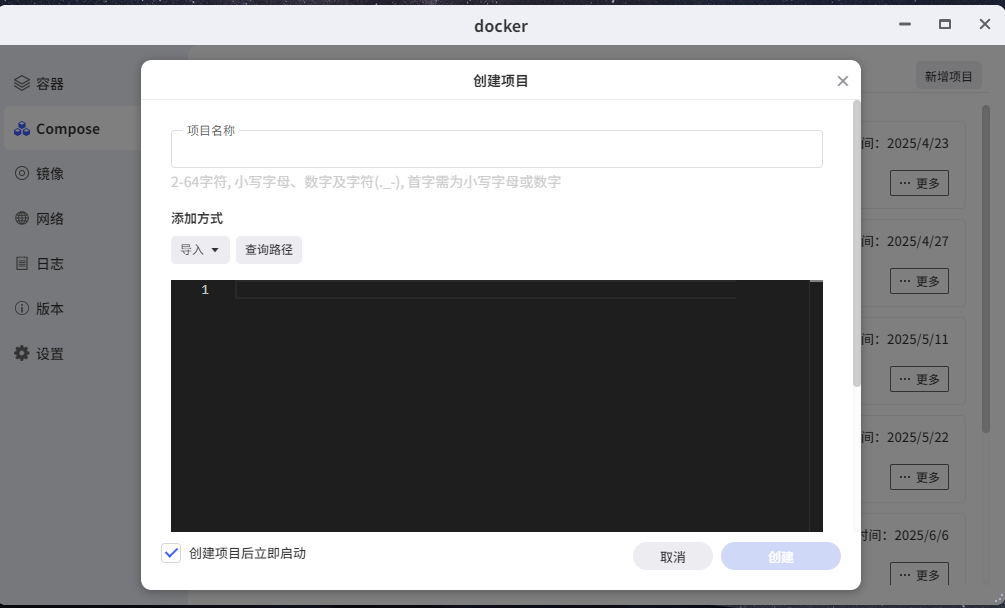 docker
容器
Compose
镜像
网络
日志
版本
设置
新增项目
创建项目
项目名称
2-64字符, 小写字母、数字及字符(._-), 首字需为小写字母或数字
添加方式
导入
查询路径
1
创建项目后立即启动
取消
创建
间：2025/4/23
··· 更多
间：2025/4/27
··· 更多
间：2025/5/11
··· 更多
间：2025/5/22
··· 更多
时间：2025/6/6
··· 更多